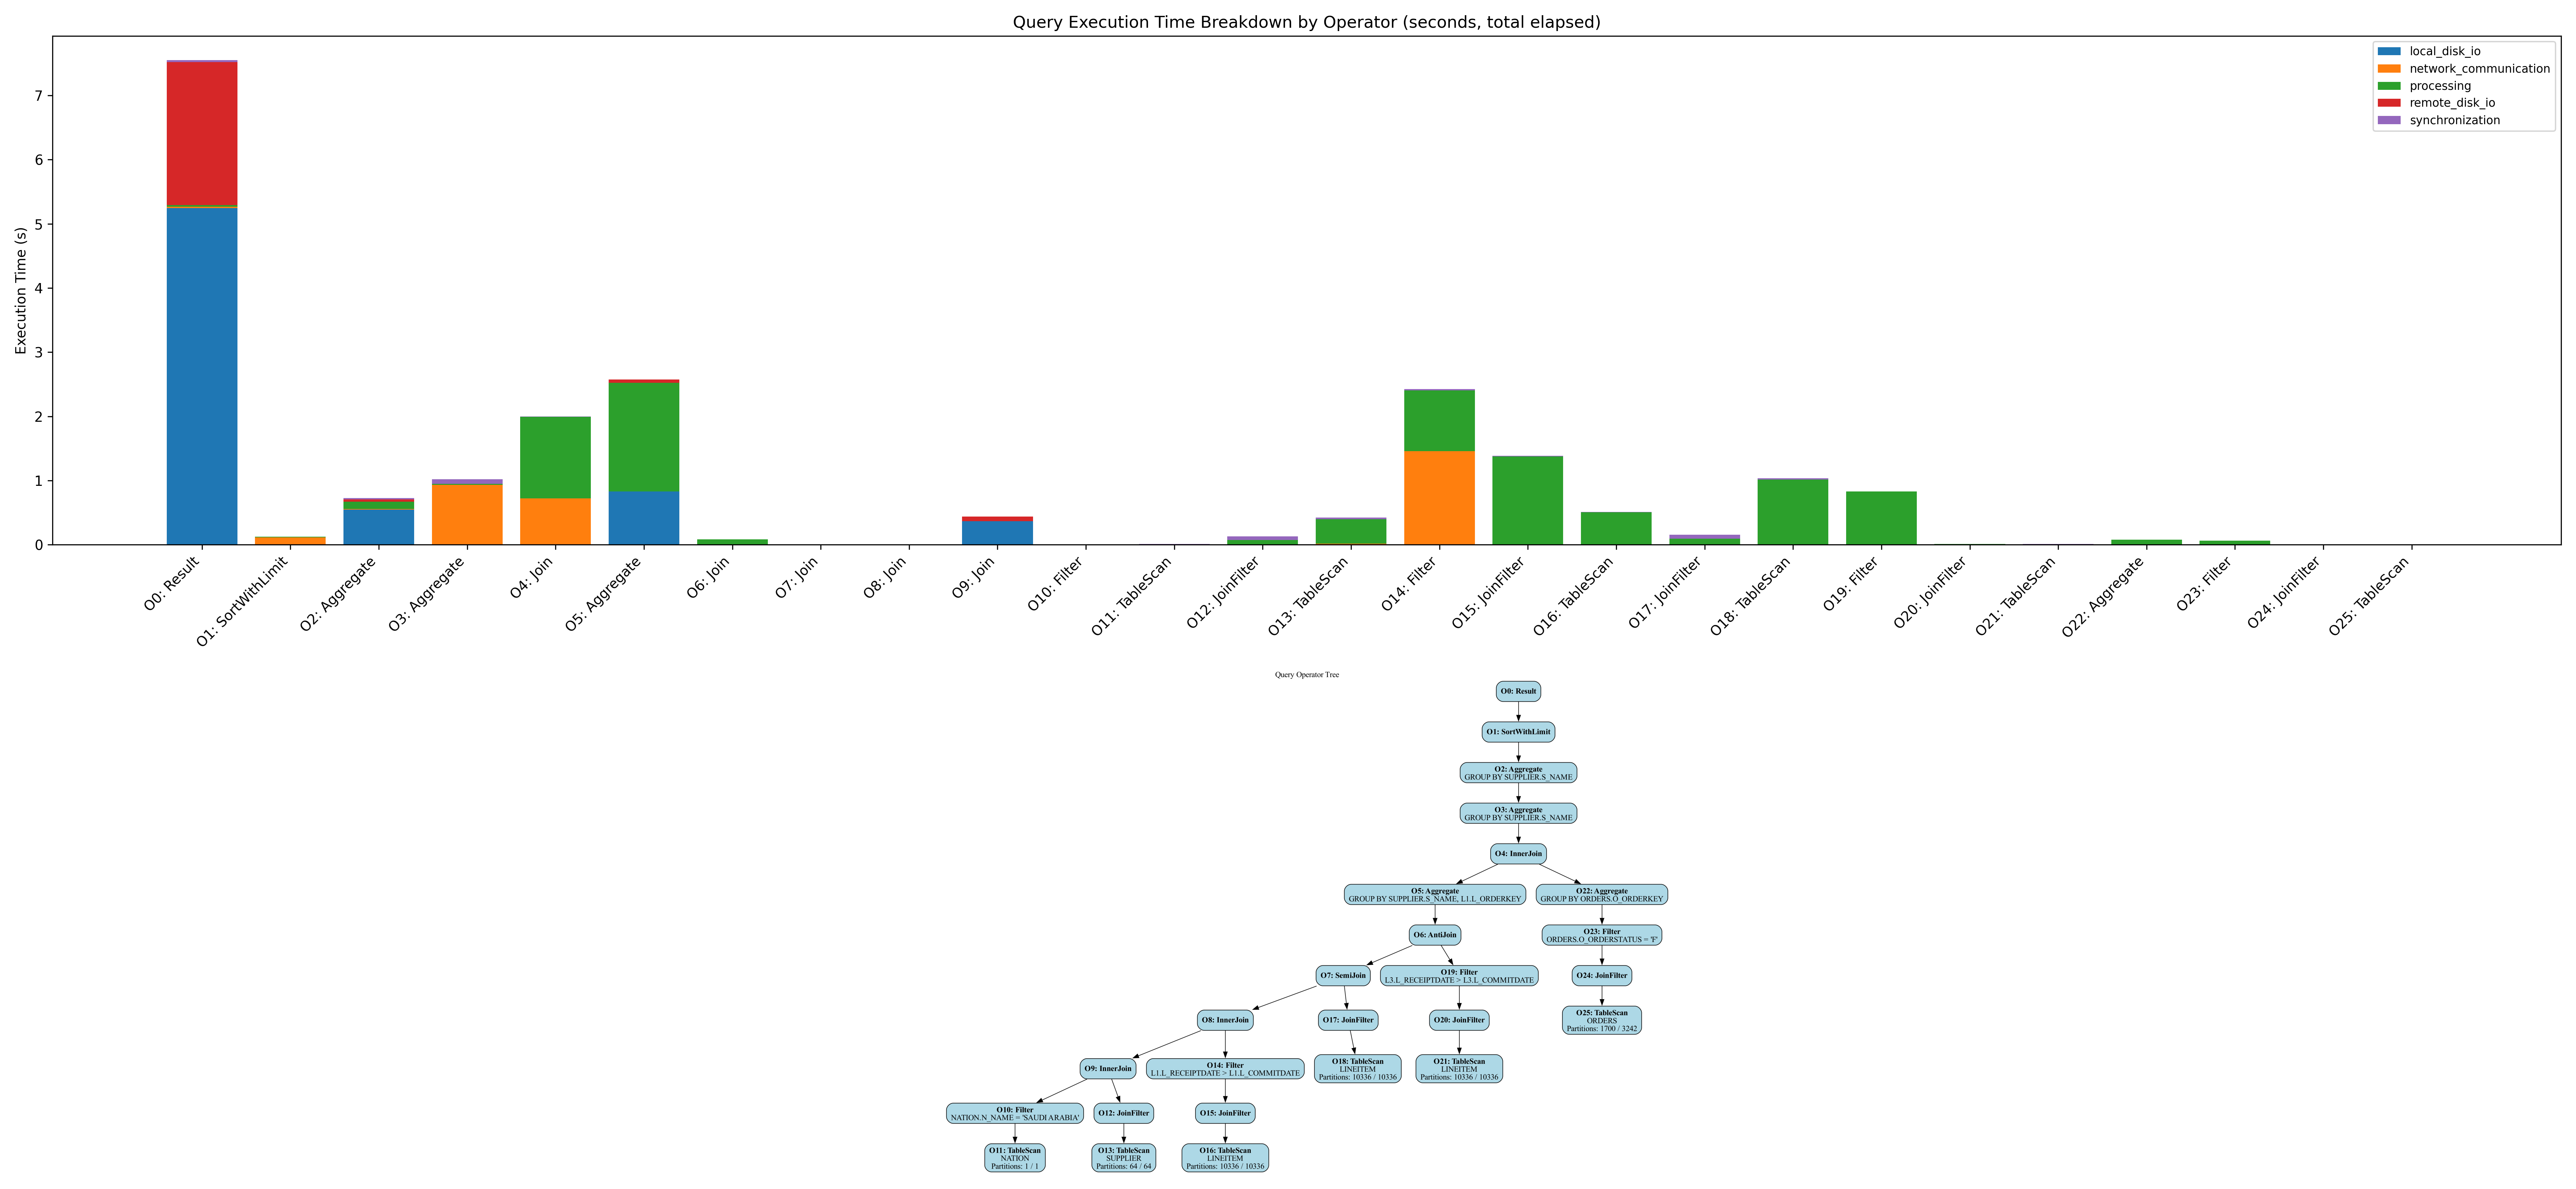 Query Execution Time Breakdown by Operator (seconds, total elapsed)
local_disk_io
network_communication
processing
remote_disk_io
synchronization
Execution Time (s)
7
6
5
4
3
2
1
0
O0: Result
O1: SortWithLimit
O2: Aggregate
O3: Aggregate
O4: Join
O5: Aggregate
O6: Join
O7: Join
O8: Join
O9: Join
O10: Filter
O11: TableScan
O12: JoinFilter
O13: TableScan
O14: Filter
O15: JoinFilter
O16: TableScan
O17: JoinFilter
O18: TableScan
O19: Filter
O20: JoinFilter
O21: TableScan
O22: Aggregate
O23: Filter
O24: JoinFilter
O25: TableScan
Query Operator Tree
O0: Result
O1: SortWithLimit
O2: Aggregate
GROUP BY SUPPLIER.S_NAME
O3: Aggregate
GROUP BY SUPPLIER.S_NAME
O4: InnerJoin
O5: Aggregate
GROUP BY SUPPLIER.S_NAME, L1.L_ORDERKEY
O22: Aggregate
GROUP BY ORDERS.O_ORDERKEY
O6: AntiJoin
O23: Filter
ORDERS.O_ORDERSTATUS = 'F'
O7: SemiJoin
O19: Filter
L3.L_RECEIPTDATE > L3.L_COMMITDATE
O24: JoinFilter
O8: InnerJoin
O17: JoinFilter
O20: JoinFilter
O25: TableScan
ORDERS
Partitions: 1700 / 3242
O9: InnerJoin
O14: Filter
L1.L_RECEIPTDATE > L1.L_COMMITDATE
O18: TableScan
LINEITEM
Partitions: 10336 / 10336
O21: TableScan
LINEITEM
Partitions: 10336 / 10336
O10: Filter
NATION.N_NAME = 'SAUDI ARABIA'
O12: JoinFilter
O15: JoinFilter
O11: TableScan
NATION
Partitions: 1 / 1
O13: TableScan
SUPPLIER
Partitions: 64 / 64
O16: TableScan
LINEITEM
Partitions: 10336 / 10336